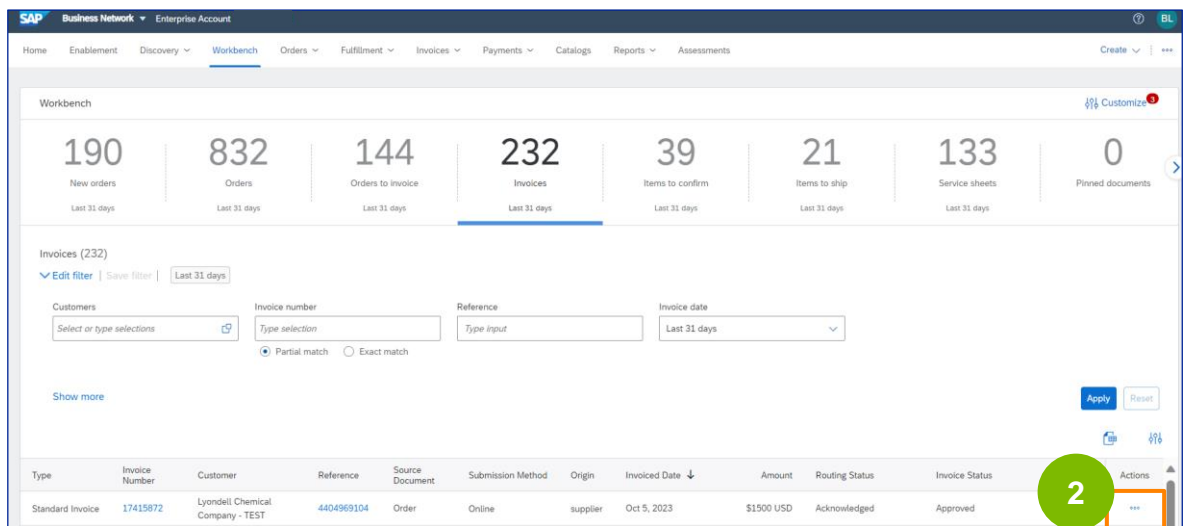 SAP Business Network Enterprise Account BL
Home Enablement Discovery Workbench Orders Fulfillment Invoices Payments Catalogs Reports Assessments Create
Workbench Customize 3
190 832 144 232 39 21 133 0
New orders Orders Orders to invoice Invoices Items to confirm Items to ship Service sheets Pinned documents
Last 31 days Last 31 days Last 31 days Last 31 days Last 31 days Last 31 days Last 31 days
Invoices (232)
Edit filter | Save filter | Last 31 days
Customers Invoice number Reference Invoice date
Select or type selections Type selection Type input Last 31 days
Partial match Exact match
Show more Apply Reset
Type Invoice Number Customer Reference Source Document Submission Method Origin Invoiced Date ↓ Amount Routing Status Invoice Status Actions
2
Standard Invoice 17415872 Lyondell Chemical Company - TEST 4404969104 Order Online supplier Oct 5, 2023 $1500 USD Acknowledged Approved